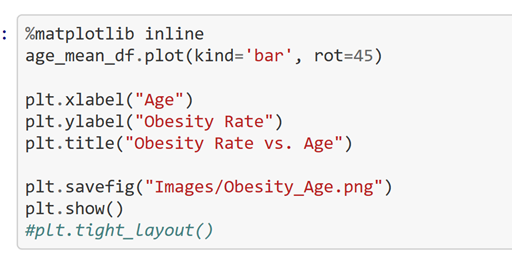 :
%matplotlib inline
age_mean_df.plot(kind='bar', rot=45)
plt.xlabel("Age")
plt.ylabel("Obesity Rate")
plt.title("Obesity Rate vs. Age")
plt.savefig("Images/Obesity_Age.png")
plt.show()
#plt.tight_layout()